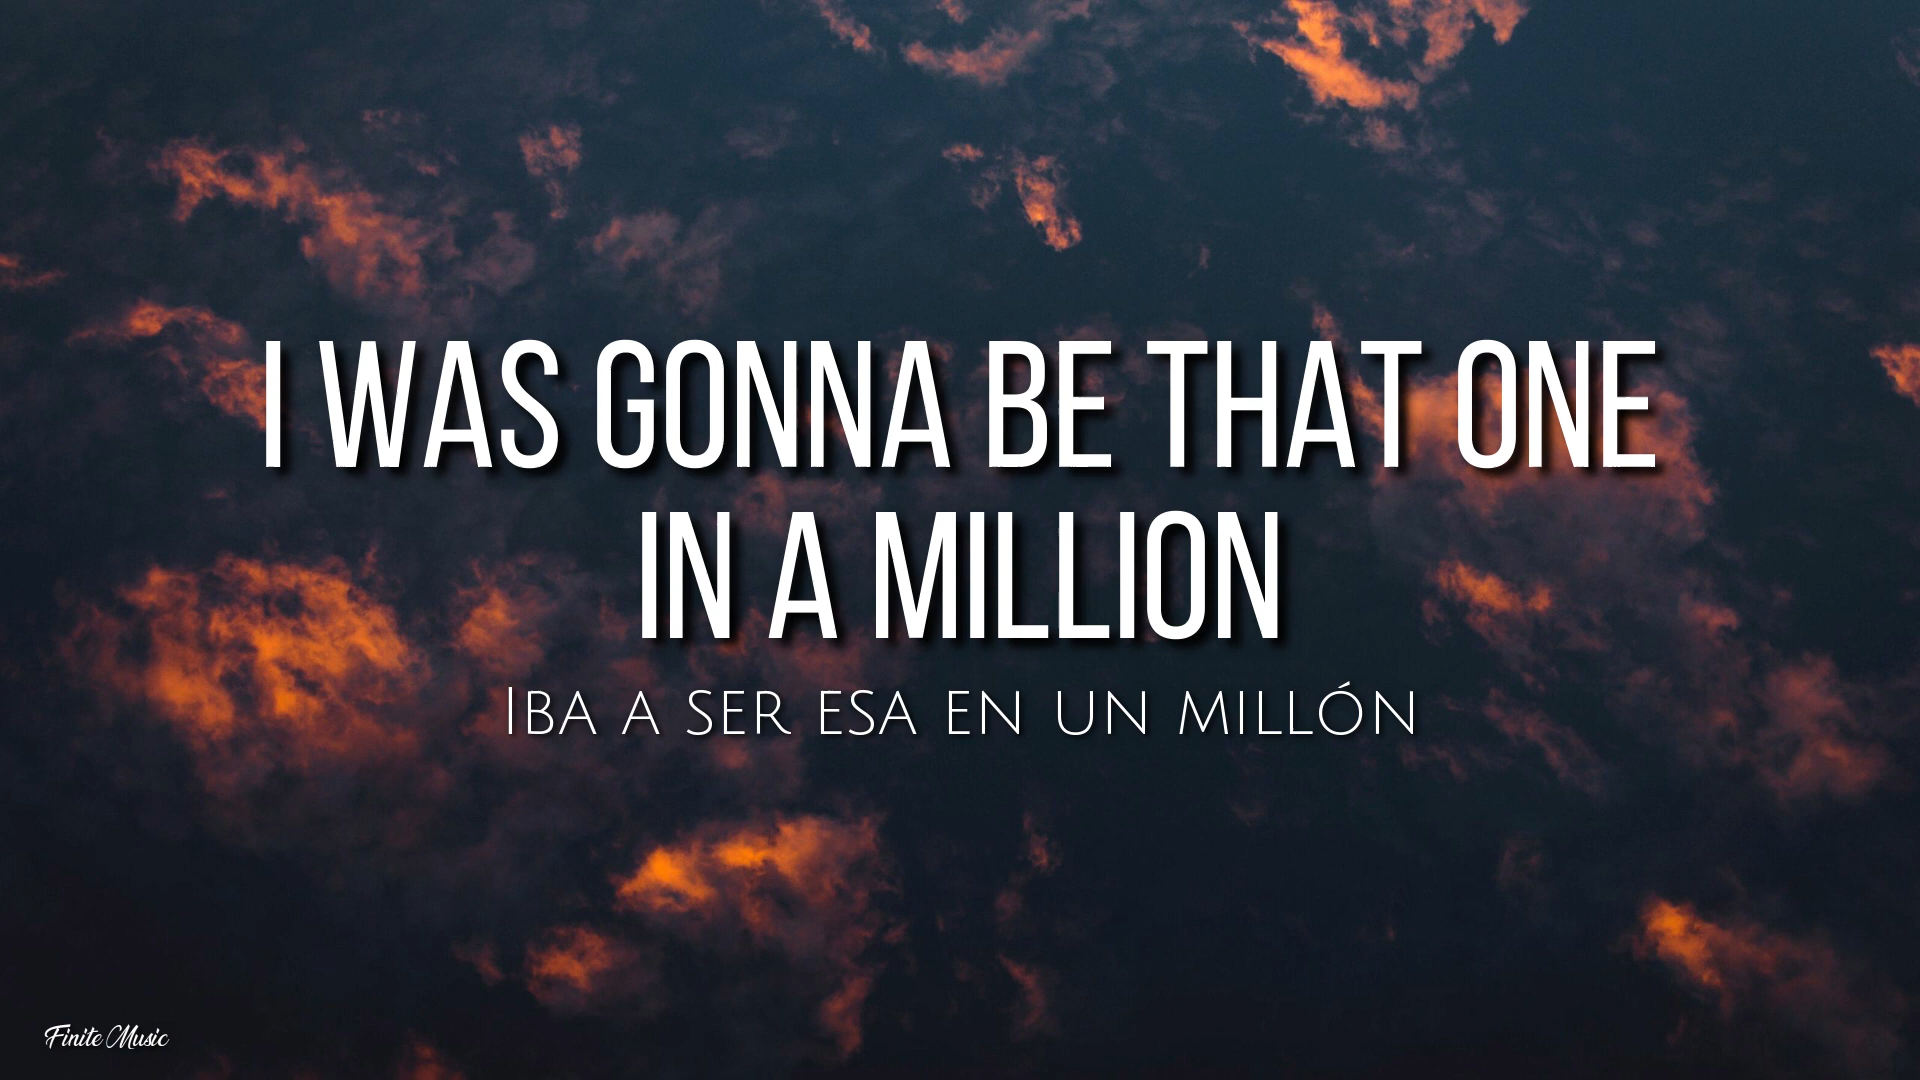 I WAS GONNA BE THAT ONE
IN A MILLION
Iba a ser esa en un millón
Finite Music